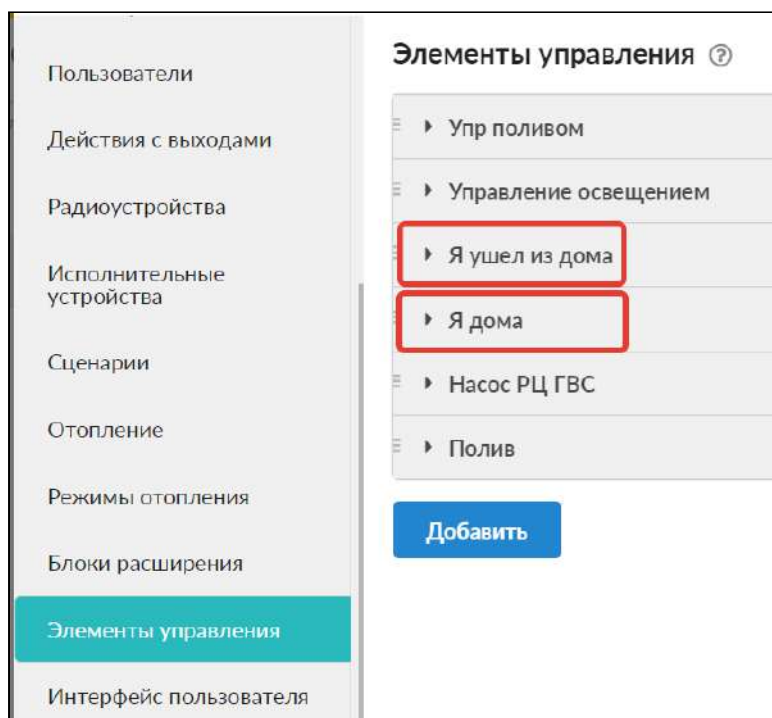 Пользователи
Действия с выходами
Радиоустройства
Исполнительные
устройства
Сценарии
Отопление
Режимы отопления
Блоки расширения
Элементы управления
Интерфейс пользователя
Элементы управления ?
Упр поливом
Управление освещением
Я ушел из дома
Я дома
Насос РЦ ГВС
Полив
Добавить